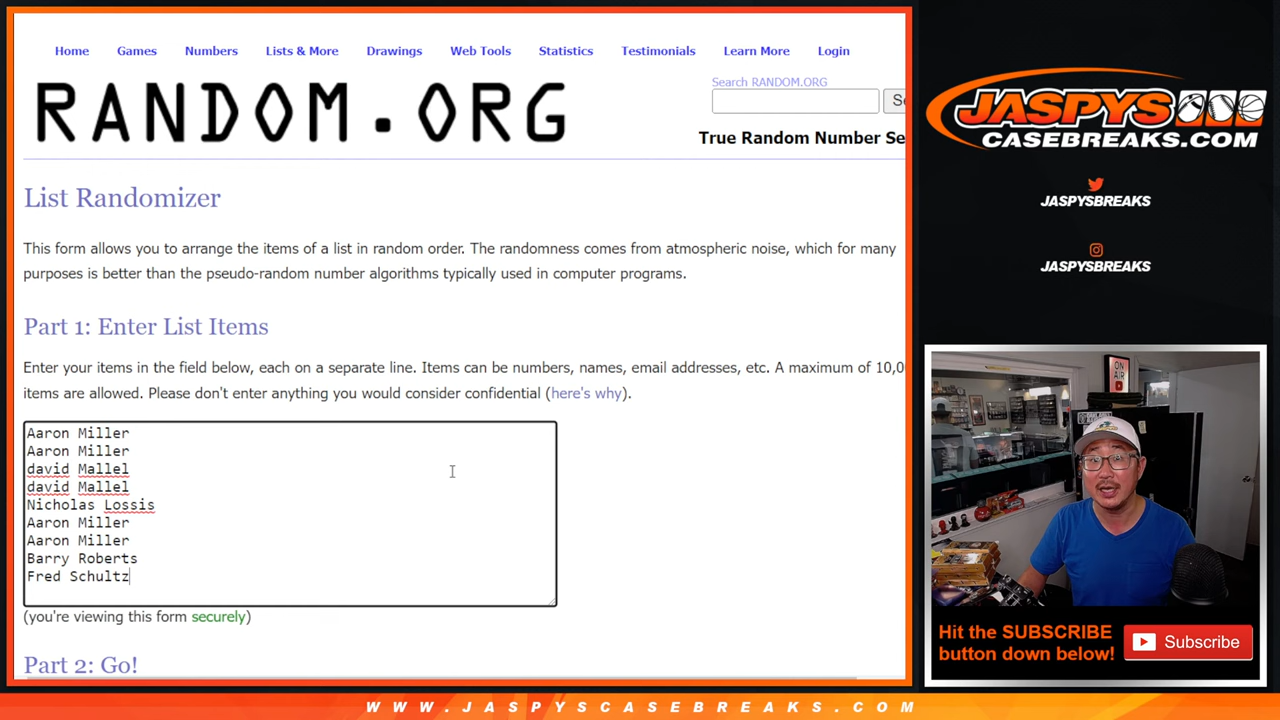 Home Games Numbers Lists & More Drawings Web Tools Statistics Testimonials Learn More Login
RANDOM.ORG
Search RANDOM.ORG
True Random Number Se
List Randomizer
This form allows you to arrange the items of a list in random order. The randomness comes from atmospheric noise, which for many
purposes is better than the pseudo-random number algorithms typically used in computer programs.
Part 1: Enter List Items
Enter your items in the field below, each on a separate line. Items can be numbers, names, email addresses, etc. A maximum of 10,0
items are allowed. Please don't enter anything you would consider confidential (here's why).
Aaron Miller
Aaron Miller
david Mallel
david Mallel
Nicholas Lossis
Aaron Miller
Aaron Miller
Barry Roberts
Fred Schultz
(you're viewing this form securely)
Part 2: Go!
JASPYS
CASEBREAKS.COM
JASPYSBREAKS
JASPYSBREAKS
ON
AIR
Hit the SUBSCRIBE
button down below!
Subscribe
WWW.JASPYSCASEBREAKS.COM